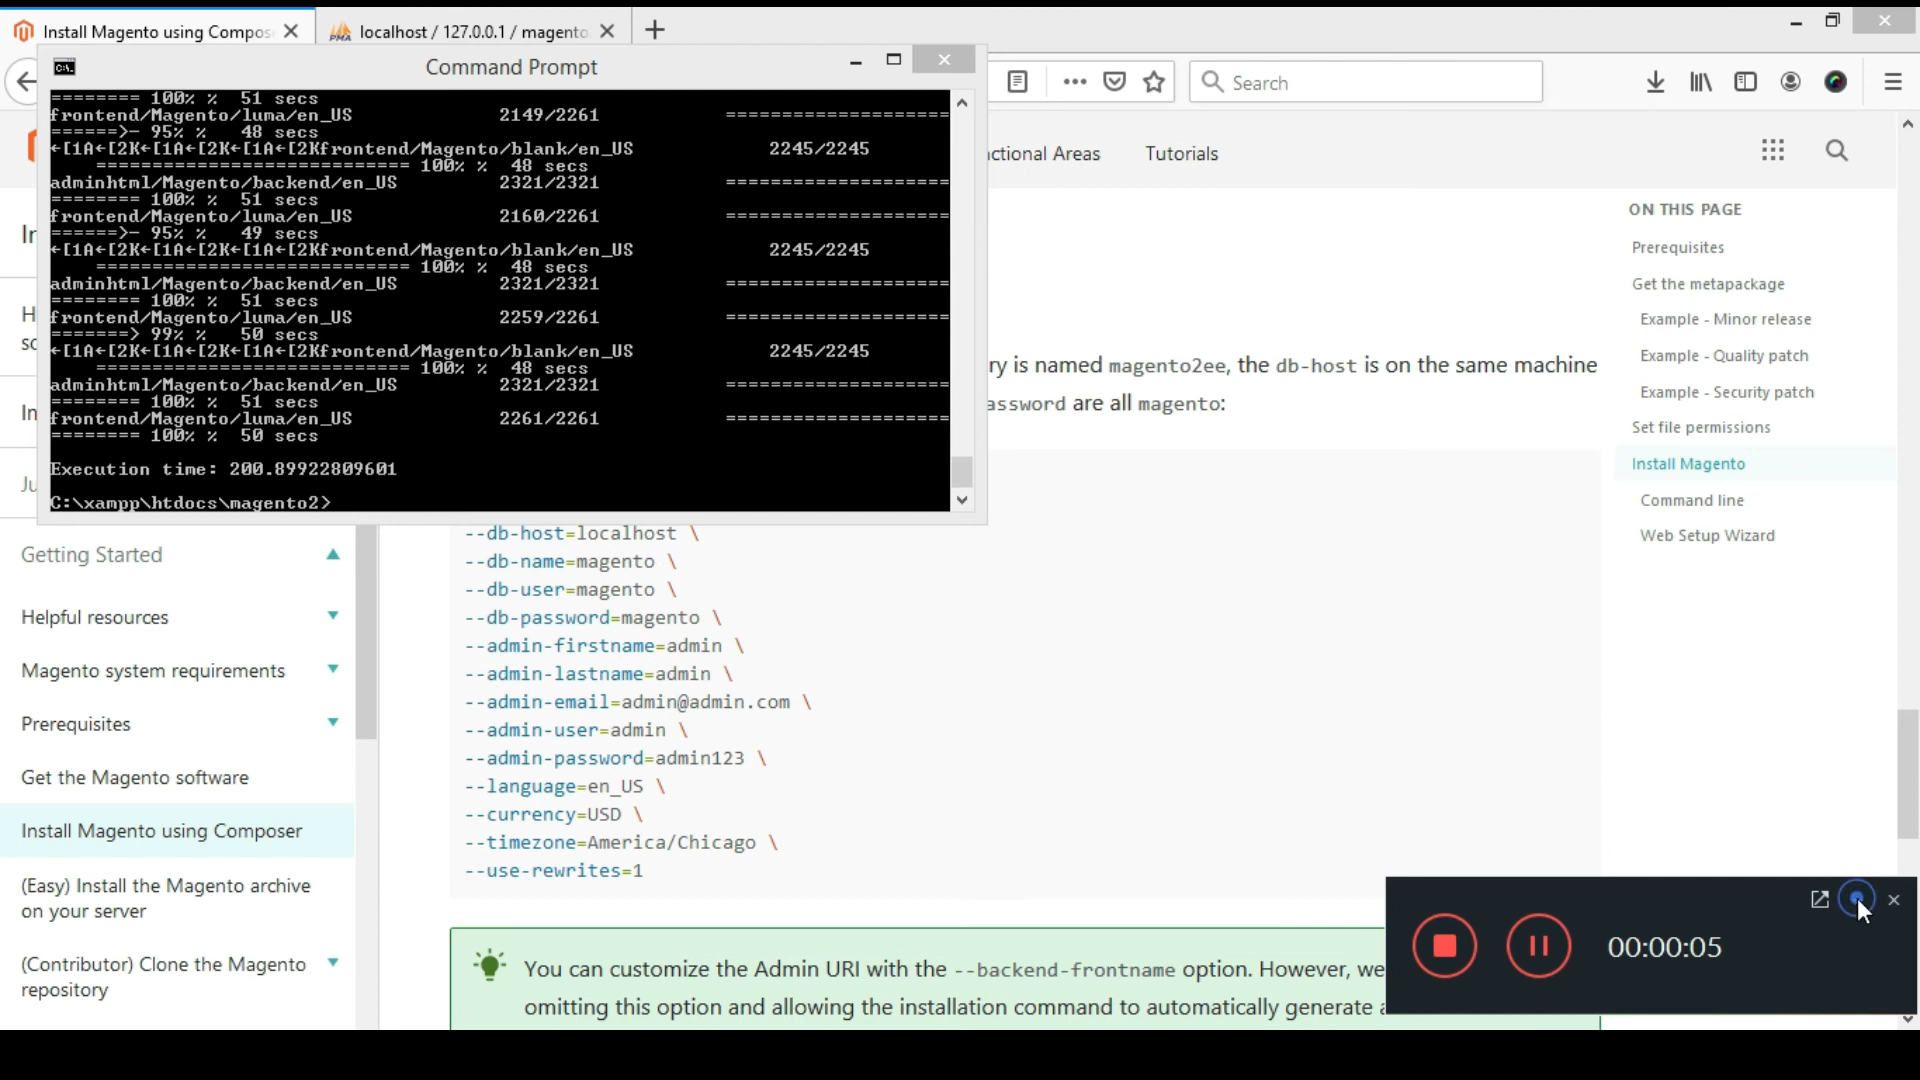 Install Magento using Compos
localhost / 127.0.0.1 / magento
Command Prompt
Search
======== 100% %  51 secs
frontend/Magento/luma/en_US 2149/2261 ====================
======>- 95% %  48 secs
←[1A←[2K←[1A←[2K←[1A←[2Kfrontend/Magento/blank/en_US 2245/2245
============================ 100% %  48 secs
adminhtml/Magento/backend/en_US 2321/2321 ====================
======== 100% %  51 secs
frontend/Magento/luma/en_US 2160/2261 ====================
======>- 95% %  49 secs
←[1A←[2K←[1A←[2K←[1A←[2Kfrontend/Magento/blank/en_US 2245/2245
============================ 100% %  48 secs
adminhtml/Magento/backend/en_US 2321/2321 ====================
======== 100% %  51 secs
frontend/Magento/luma/en_US 2259/2261 ====================
=======> 99% %  50 secs
←[1A←[2K←[1A←[2K←[1A←[2Kfrontend/Magento/blank/en_US 2245/2245
============================ 100% %  48 secs
adminhtml/Magento/backend/en_US 2321/2321 ====================
======== 100% %  51 secs
frontend/Magento/luma/en_US 2261/2261 ====================
======== 100% %  50 secs
Execution time: 200.89922809601
C:\xampp\htdocs\magento2>
ctional Areas
Tutorials
ry is named magento2ee, the db-host is on the same machine
assword are all magento:
--db-host=localhost \
--db-name=magento \
--db-user=magento \
--db-password=magento \
--admin-firstname=admin \
--admin-lastname=admin \
--admin-email=admin@admin.com \
--admin-user=admin \
--admin-password=admin123 \
--language=en_US \
--currency=USD \
--timezone=America/Chicago \
--use-rewrites=1
You can customize the Admin URI with the --backend-frontname option. However, we
omitting this option and allowing the installation command to automatically generate a
Getting Started
Helpful resources
Magento system requirements
Prerequisites
Get the Magento software
Install Magento using Composer
(Easy) Install the Magento archive
on your server
(Contributor) Clone the Magento
repository
ON THIS PAGE
Prerequisites
Get the metapackage
Example - Minor release
Example - Quality patch
Example - Security patch
Set file permissions
Install Magento
Command line
Web Setup Wizard
00:00:05